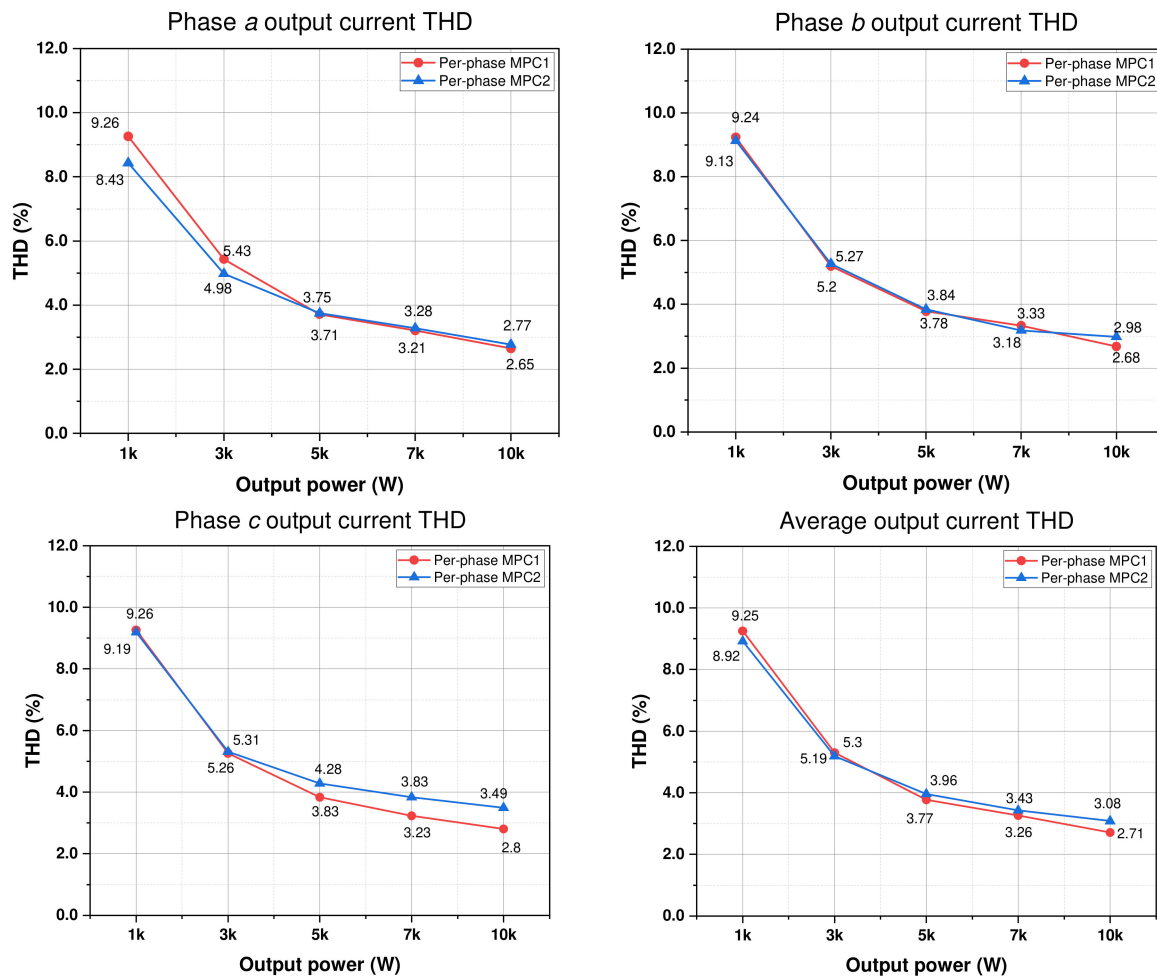 Phase a output current THD
Per-phase MPC1
Per-phase MPC2
THD (%)
12.0
10.0
8.0
6.0
4.0
2.0
0.0
9.26
8.43
5.43
4.98
3.75
3.71
3.28
3.21
2.77
2.65
1k 3k 5k 7k 10k
Output power (W)
Phase b output current THD
Per-phase MPC1
Per-phase MPC2
THD (%)
12.0
10.0
8.0
6.0
4.0
2.0
0.0
9.24
9.13
5.27
5.2
3.84
3.78
3.33
3.18
2.98
2.68
1k 3k 5k 7k 10k
Output power (W)
Phase c output current THD
Per-phase MPC1
Per-phase MPC2
THD (%)
12.0
10.0
8.0
6.0
4.0
2.0
0.0
9.26
9.19
5.31
5.26
4.28
3.83
3.83
3.23
3.49
2.8
1k 3k 5k 7k 10k
Output power (W)
Average output current THD
Per-phase MPC1
Per-phase MPC2
THD (%)
12.0
10.0
8.0
6.0
4.0
2.0
0.0
9.25
8.92
5.3
5.19
3.96
3.77
3.43
3.26
3.08
2.71
1k 3k 5k 7k 10k
Output power (W)